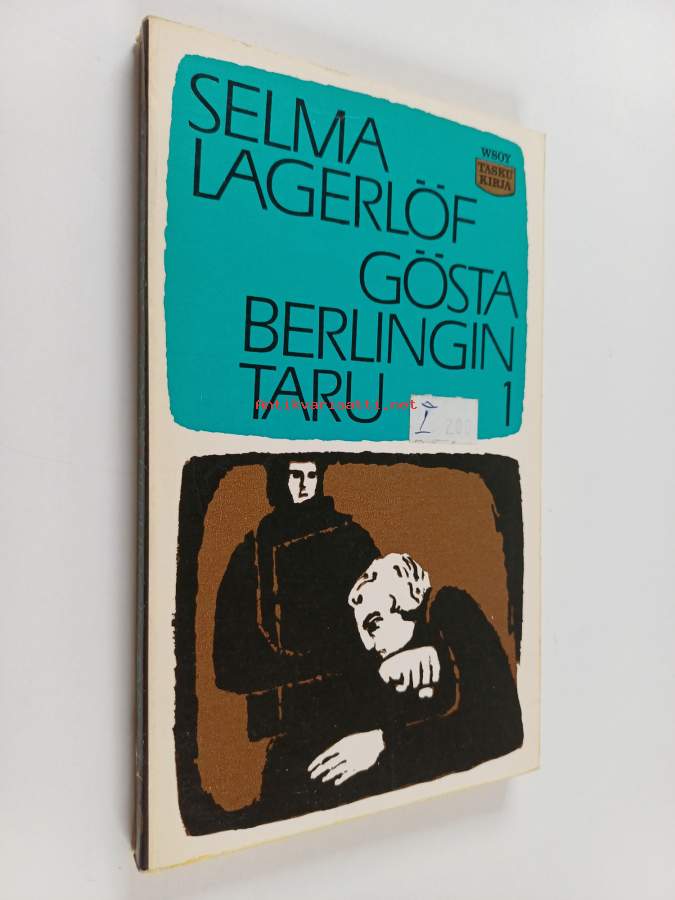 SELMA
LAGERLÖF
WSOY
TASKU
KIRJA
GÖSTA
BERLINGIN
TARU 1
Antikvariaatti.net